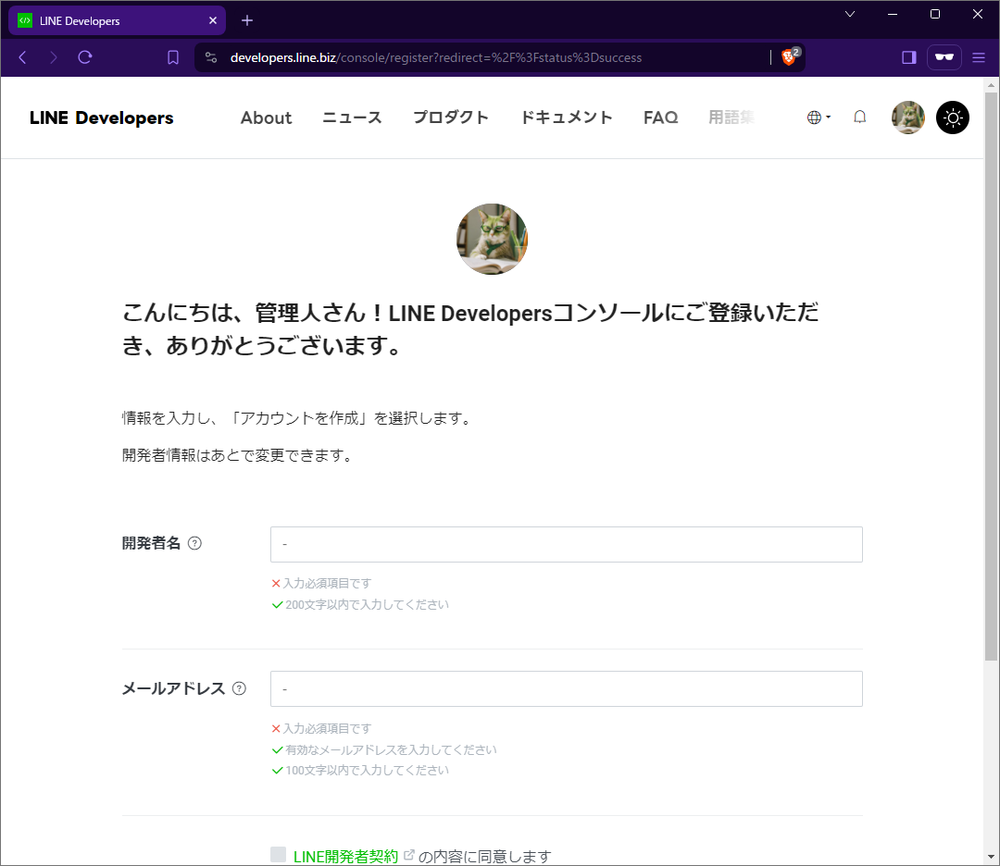 LINE Developers
developers.line.biz/console/register?redirect=%2F%3Fstatus%3Dsuccess
2
LINE Developers
About
ニュース
プロダクト
ドキュメント
FAQ
用語集
こんにちは、管理人さん！LINE Developersコンソールにご登録いただ
き、ありがとうございます。
情報を入力し、「アカウントを作成」を選択します。
開発者情報はあとで変更できます。
開発者名
-
入力必須項目です
200文字以内で入力してください
メールアドレス
-
入力必須項目です
有効なメールアドレスを入力してください
100文字以内で入力してください
LINE開発者契約 の内容に同意します